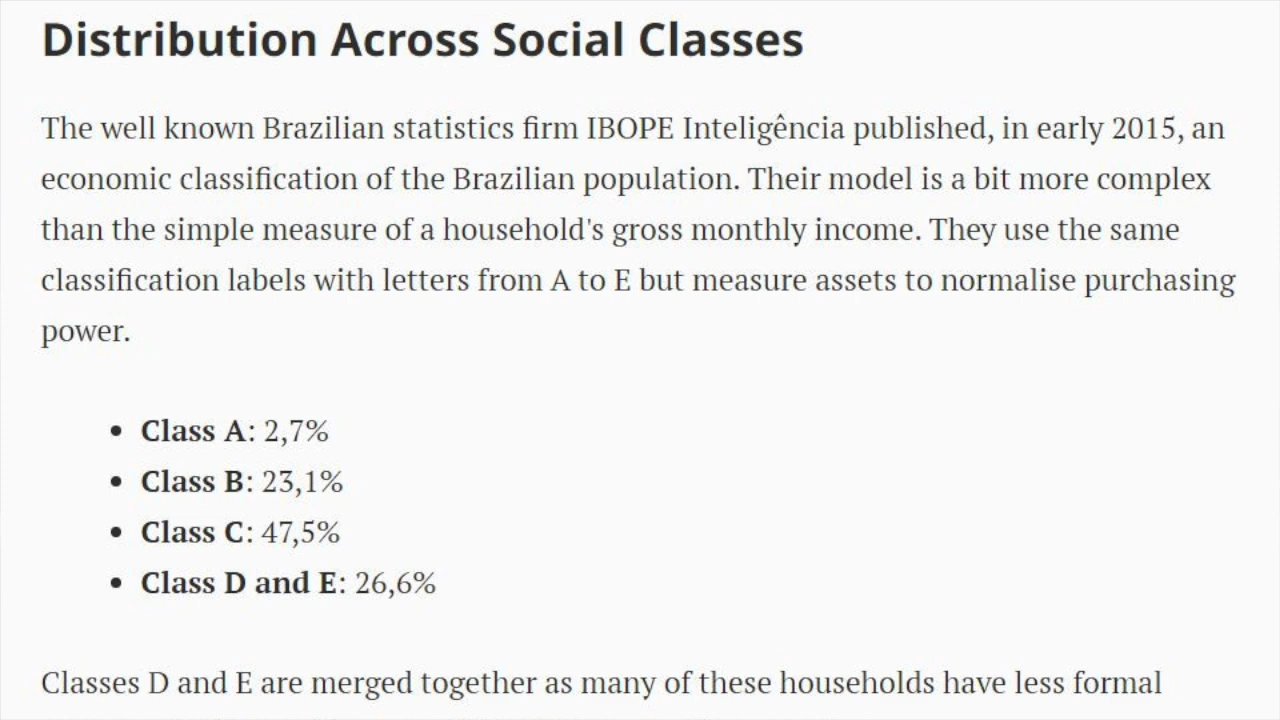 Distribution Across Social Classes
The well known Brazilian statistics firm IBOPE Inteligência published, in early 2015, an
economic classification of the Brazilian population. Their model is a bit more complex
than the simple measure of a household's gross monthly income. They use the same
classification labels with letters from A to E but measure assets to normalise purchasing
power.
• Class A: 2,7%
• Class B: 23,1%
• Class C: 47,5%
• Class D and E: 26,6%
Classes D and E are merged together as many of these households have less formal